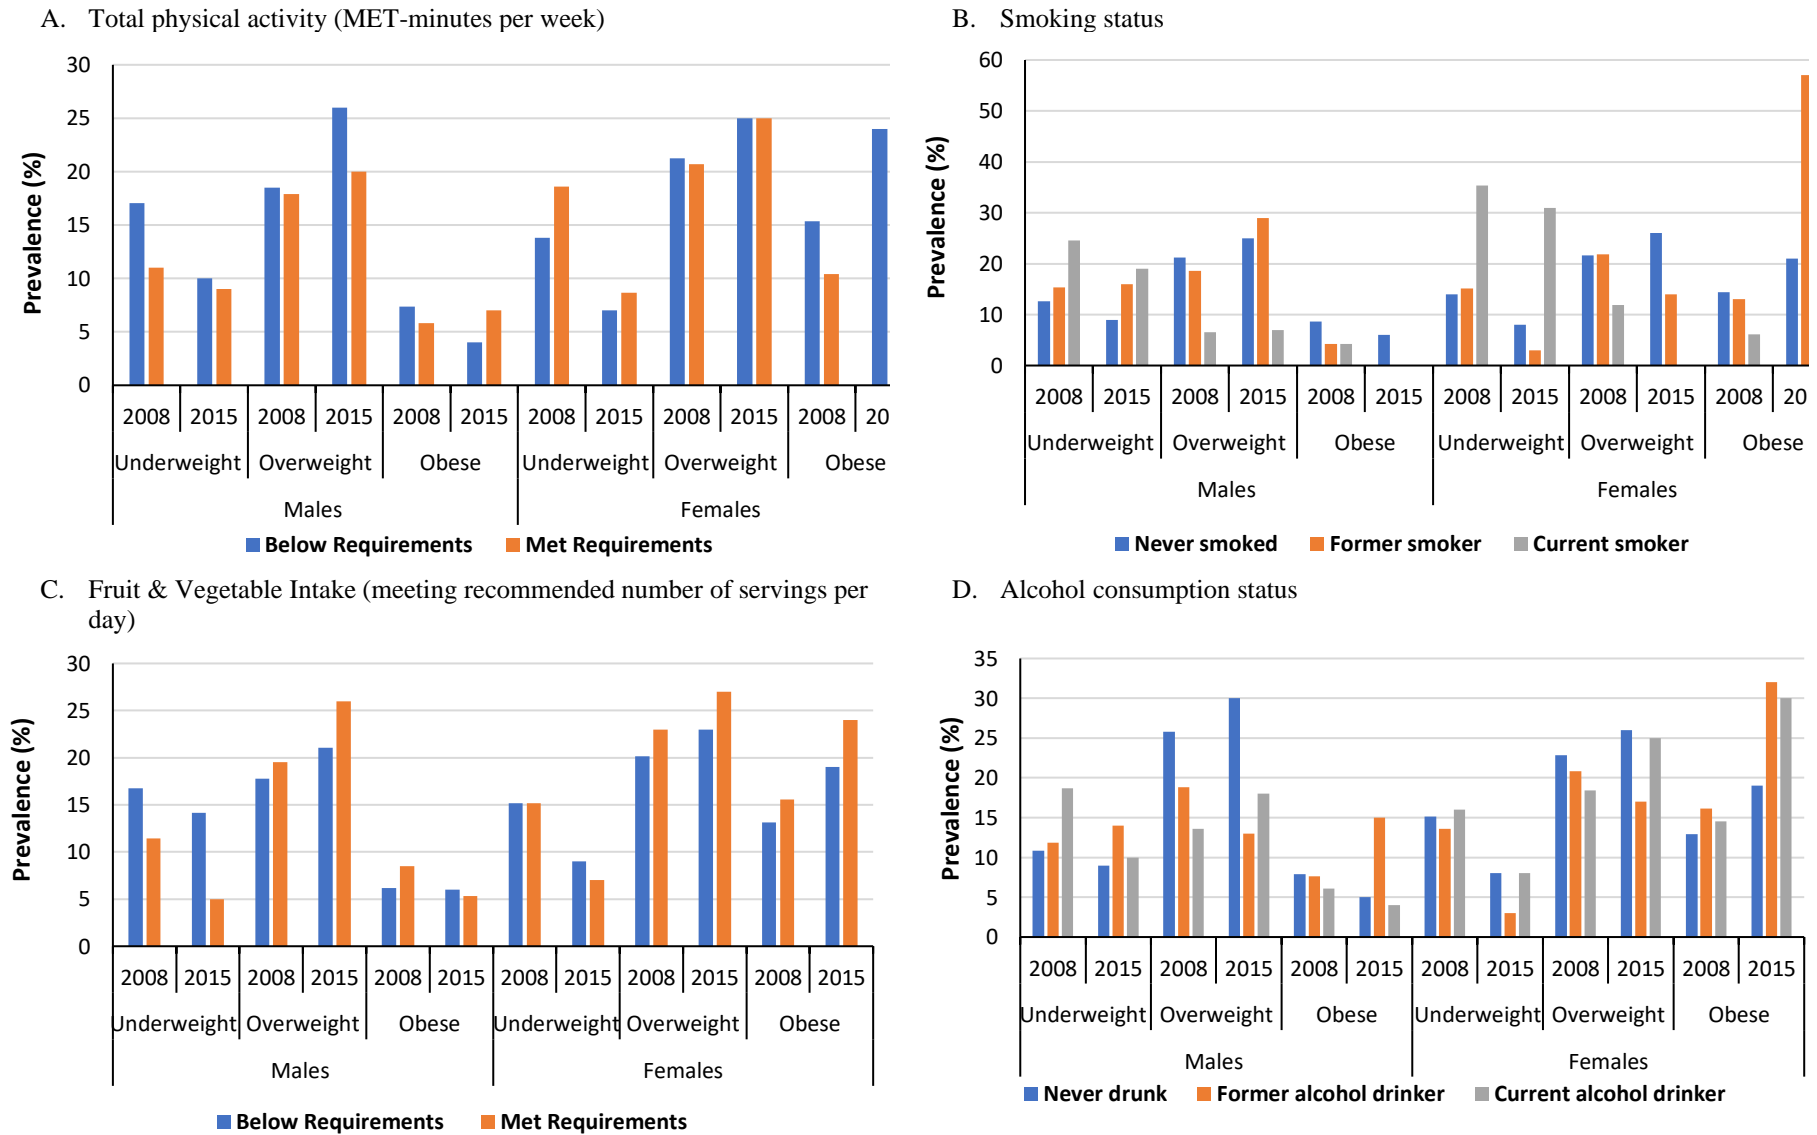 A. Total physical activity (MET-minutes per week)
30
25
20
15
10
5
0
Prevalence (%)
2008 2015 2008 2015 2008 2015 2008 2015 2008 2015 2008 20
Underweight Overweight Obese Underweight Overweight Obese
Males Females
Below Requirements Met Requirements
B. Smoking status
60
50
40
30
20
10
0
Prevalence (%)
2008 2015 2008 2015 2008 2015 2008 2015 2008 2015 2008 20
Underweight Overweight Obese Underweight Overweight Obese
Males Females
Never smoked Former smoker Current smoker
C. Fruit & Vegetable Intake (meeting recommended number of servings per
day)
30
25
20
15
10
5
0
Prevalence (%)
2008 2015 2008 2015 2008 2015 2008 2015 2008 2015 2008 2015
Underweight Overweight Obese Underweight Overweight Obese
Males Females
Below Requirements Met Requirements
D. Alcohol consumption status
35
30
25
20
15
10
5
0
Prevalence (%)
2008 2015 2008 2015 2008 2015 2008 2015 2008 2015 2008 2015
Underweight Overweight Obese Underweight Overweight Obese
Males Females
Never drunk Former alcohol drinker Current alcohol drinker